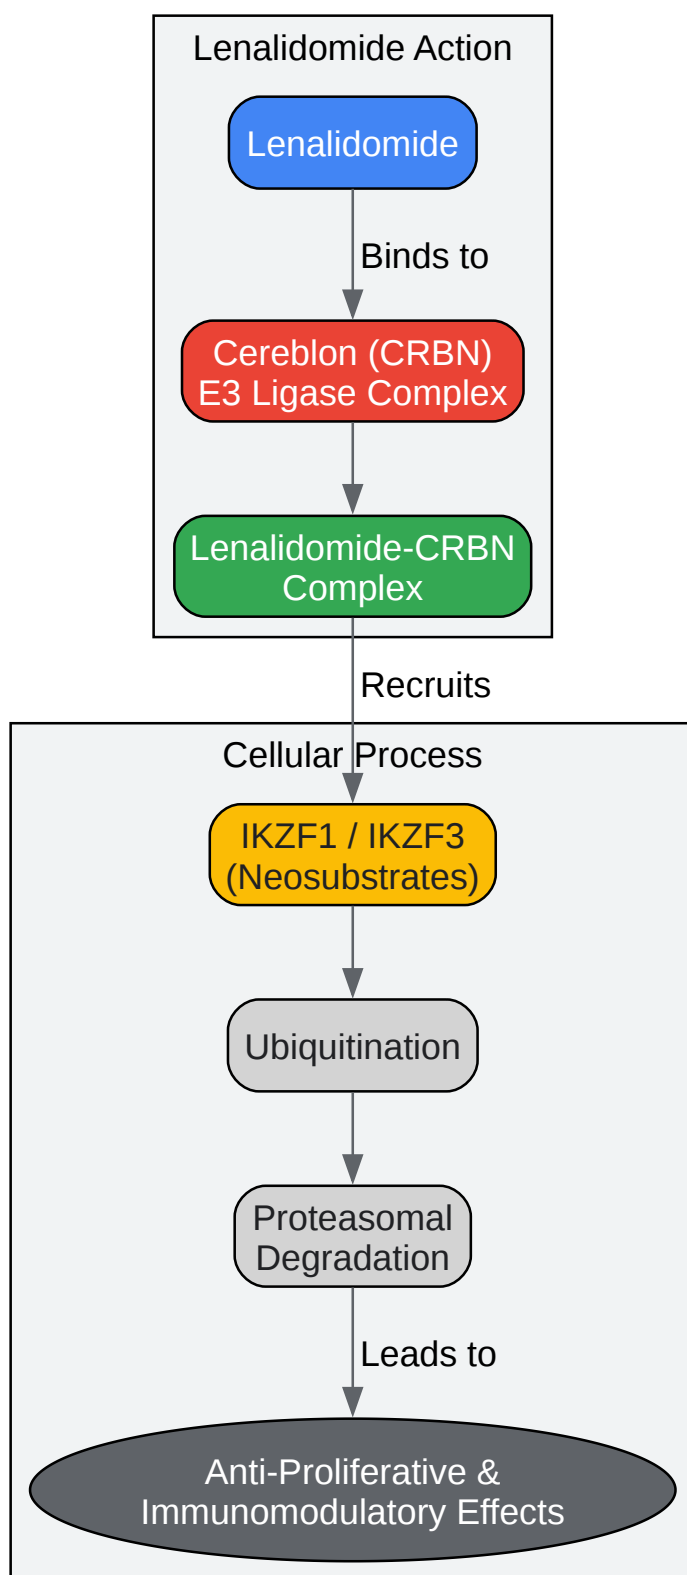 Lenalidomide Action
Lenalidomide
Binds to
Cereblon (CRBN)
E3 Ligase Complex
Lenalidomide-CRBN
Complex
Recruits
Cellular Process
IKZF1 / IKZF3
(Neosubstrates)
Ubiquitination
Proteasomal
Degradation
Leads to
Anti-Proliferative &
Immunomodulatory Effects